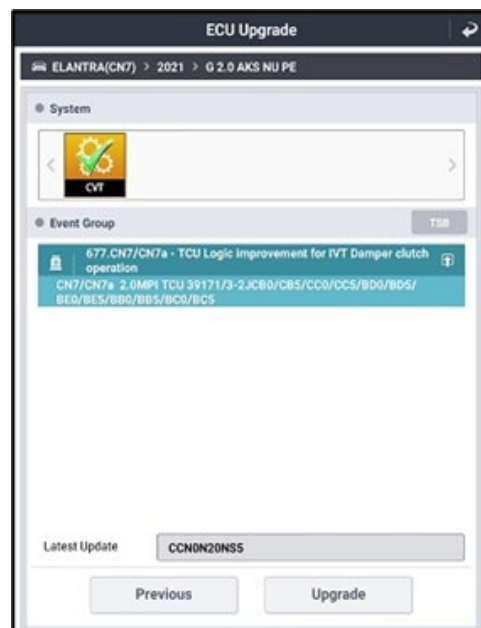 ECU Upgrade
ELANTRA(CN7) > 2021 > G 2.0 AKS NU PE
System
CVT
Event Group
TSB
677.CN7/CN7a - TCU Logic Improvement for IVT Damper clutch
operation
CN7/CN7a 2.0MPI TCU 39171/3-2JCB0/CB5/CC0/CC5/BD0/BD5/
BE0/BE5/BB0/BB5/BC0/BC5
Latest Update
CCN0N20NS5
Previous
Upgrade